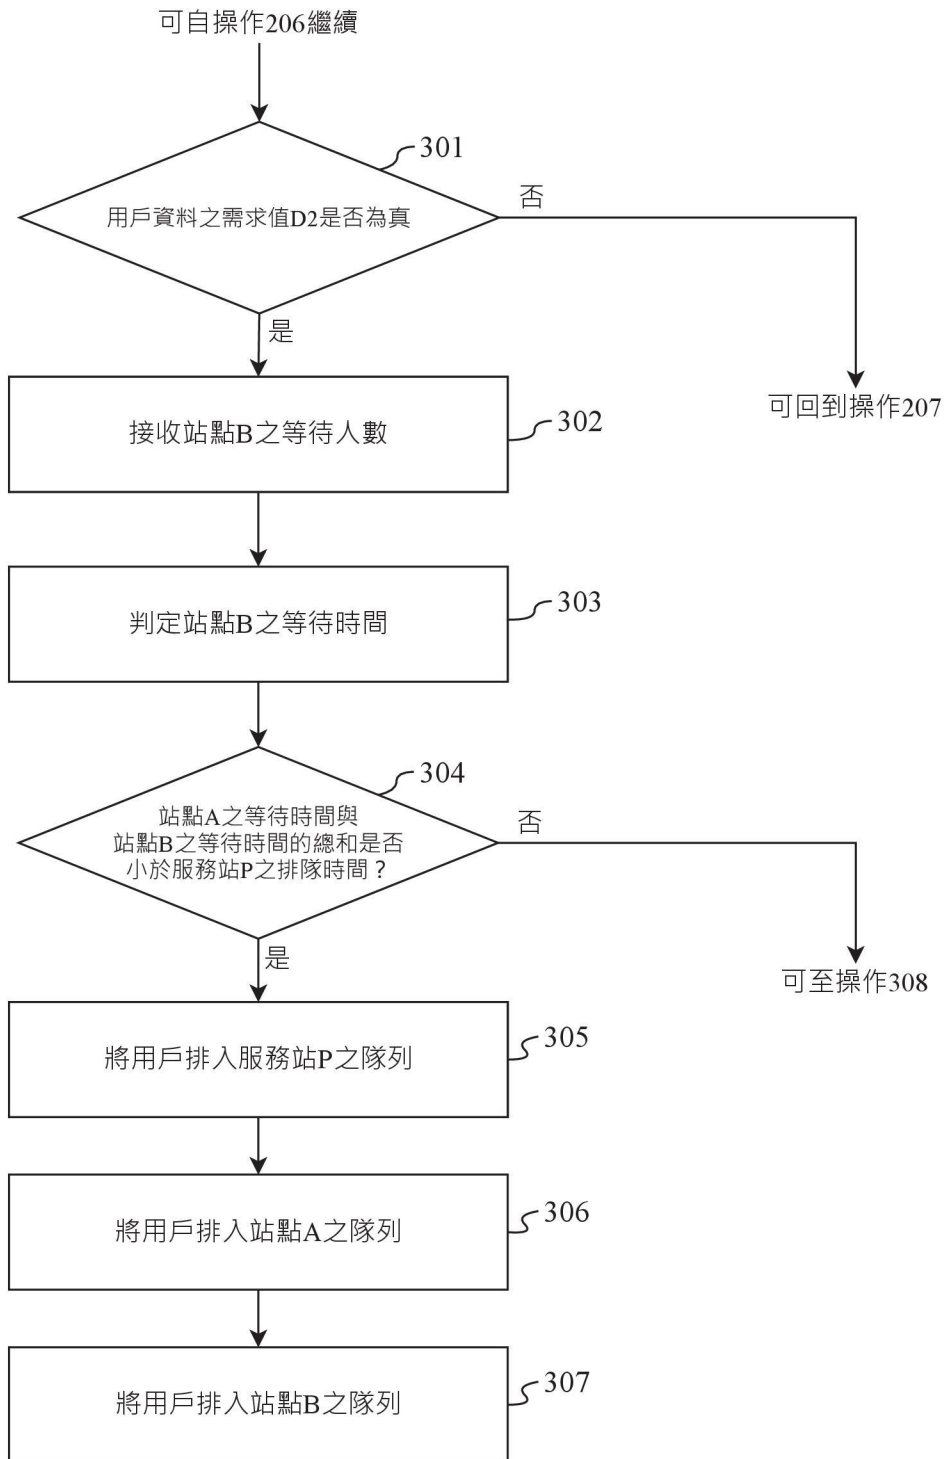 可自操作206繼續
301
用戶資料之需求值D2是否為真
否
是
可回到操作207
接收站點B之等待人數
302
判定站點B之等待時間
303
304
站點A之等待時間與
站點B之等待時間的總和是否
小於服務站P之排隊時間？
否
是
可至操作308
將用戶排入服務站P之隊列
305
將用戶排入站點A之隊列
306
將用戶排入站點B之隊列
307